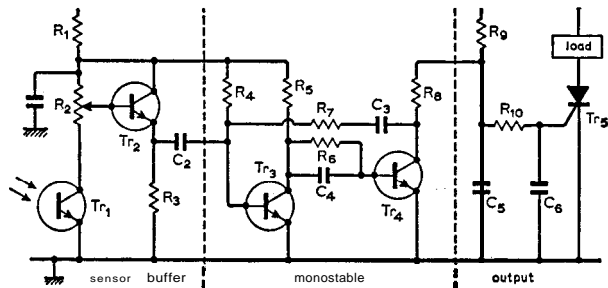 R1
R9
load
R2
R4
R5
R8
R7
C3
R10
Tr5
Tr2
C2
R6
Tr3
C4
Tr4
C5
C6
Tr1
R3
sensor buffer monostable output